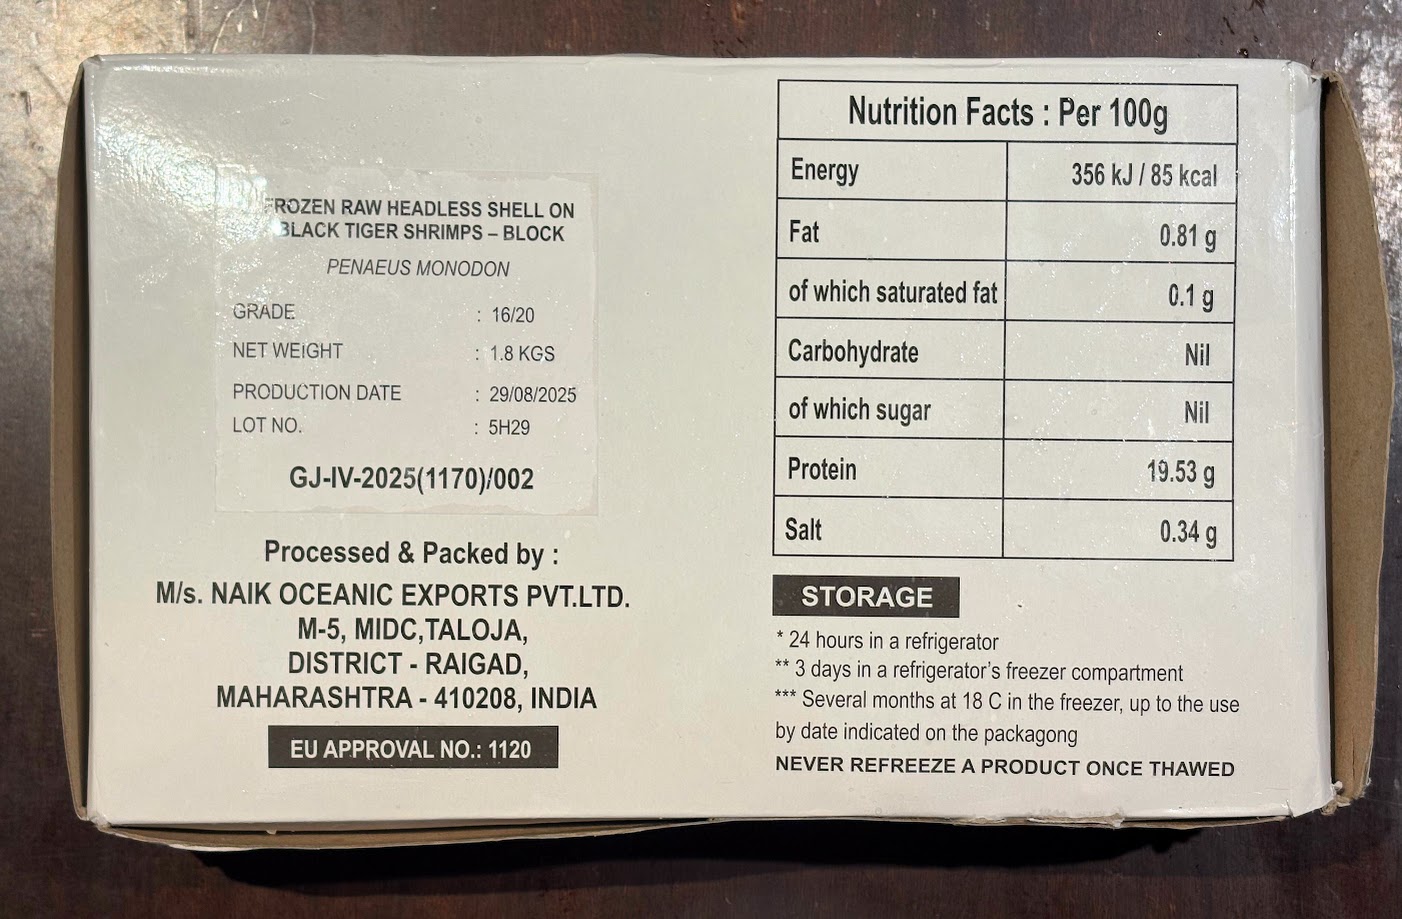 FROZEN RAW HEADLESS SHELL ON
BLACK TIGER SHRIMPS – BLOCK
PENAEUS MONODON
GRADE : 16/20
NET WEIGHT : 1.8 KGS
PRODUCTION DATE : 29/08/2025
LOT NO. : 5H29
GJ-IV-2025(1170)/002
Processed & Packed by :
M/s. NAIK OCEANIC EXPORTS PVT.LTD.
M-5, MIDC,TALOJA,
DISTRICT - RAIGAD,
MAHARASHTRA - 410208, INDIA
EU APPROVAL NO.: 1120
Nutrition Facts : Per 100g
Energy 356 kJ / 85 kcal
Fat 0.81 g
of which saturated fat 0.1 g
Carbohydrate Nil
of which sugar Nil
Protein 19.53 g
Salt 0.34 g
STORAGE
* 24 hours in a refrigerator
** 3 days in a refrigerator's freezer compartment
*** Several months at 18 C in the freezer, up to the use
by date indicated on the packagong
NEVER REFREEZE A PRODUCT ONCE THAWED